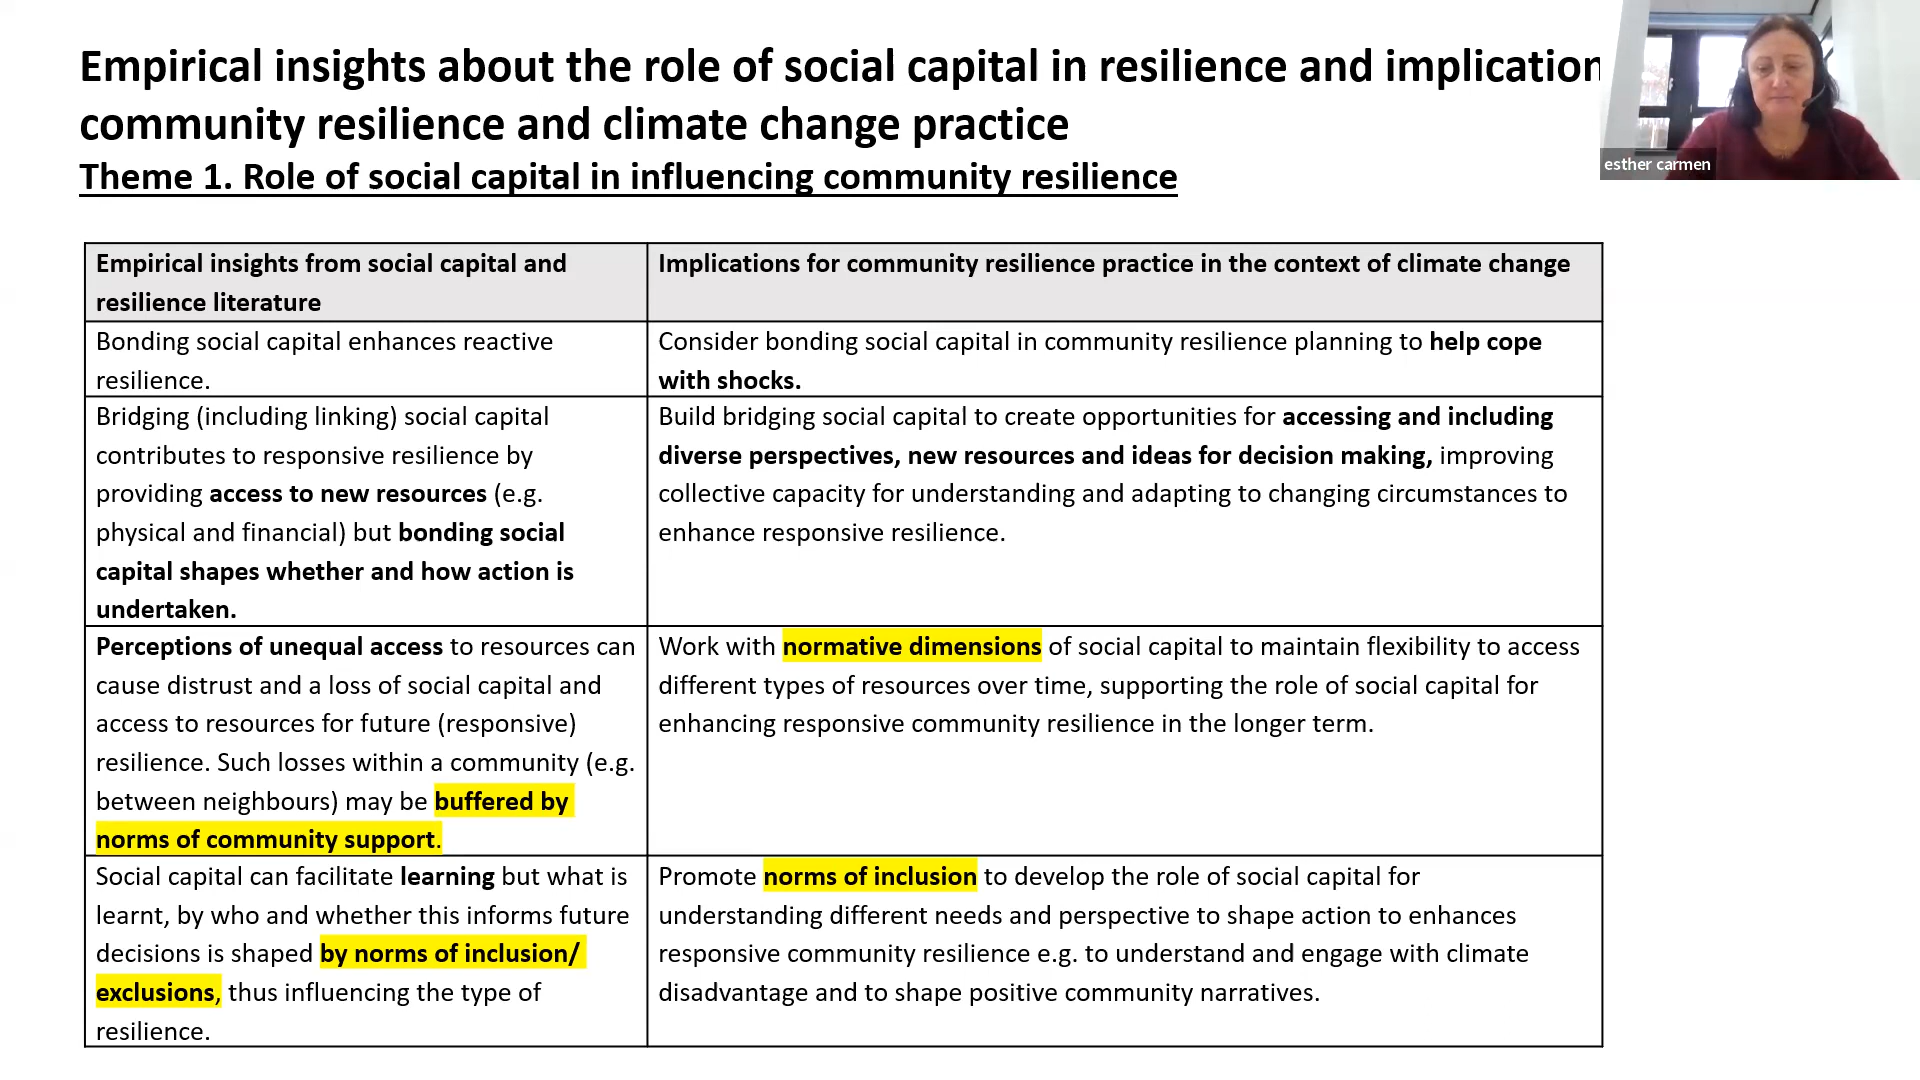 Empirical insights about the role of social capital in resilience and implication
community resilience and climate change practice
Theme 1. Role of social capital in influencing community resilience
esther carmen
Empirical insights from social capital and
resilience literature
Implications for community resilience practice in the context of climate change
Bonding social capital enhances reactive
resilience.
Consider bonding social capital in community resilience planning to help cope
with shocks.
Bridging (including linking) social capital
contributes to responsive resilience by
providing access to new resources (e.g.
physical and financial) but bonding social
capital shapes whether and how action is
undertaken.
Build bridging social capital to create opportunities for accessing and including
diverse perspectives, new resources and ideas for decision making, improving
collective capacity for understanding and adapting to changing circumstances to
enhance responsive resilience.
Perceptions of unequal access to resources can
cause distrust and a loss of social capital and
access to resources for future (responsive)
resilience. Such losses within a community (e.g.
between neighbours) may be buffered by
norms of community support.
Work with normative dimensions of social capital to maintain flexibility to access
different types of resources over time, supporting the role of social capital for
enhancing responsive community resilience in the longer term.
Social capital can facilitate learning but what is
learnt, by who and whether this informs future
decisions is shaped by norms of inclusion/
exclusions, thus influencing the type of
resilience.
Promote norms of inclusion to develop the role of social capital for
understanding different needs and perspective to shape action to enhances
responsive community resilience e.g. to understand and engage with climate
disadvantage and to shape positive community narratives.